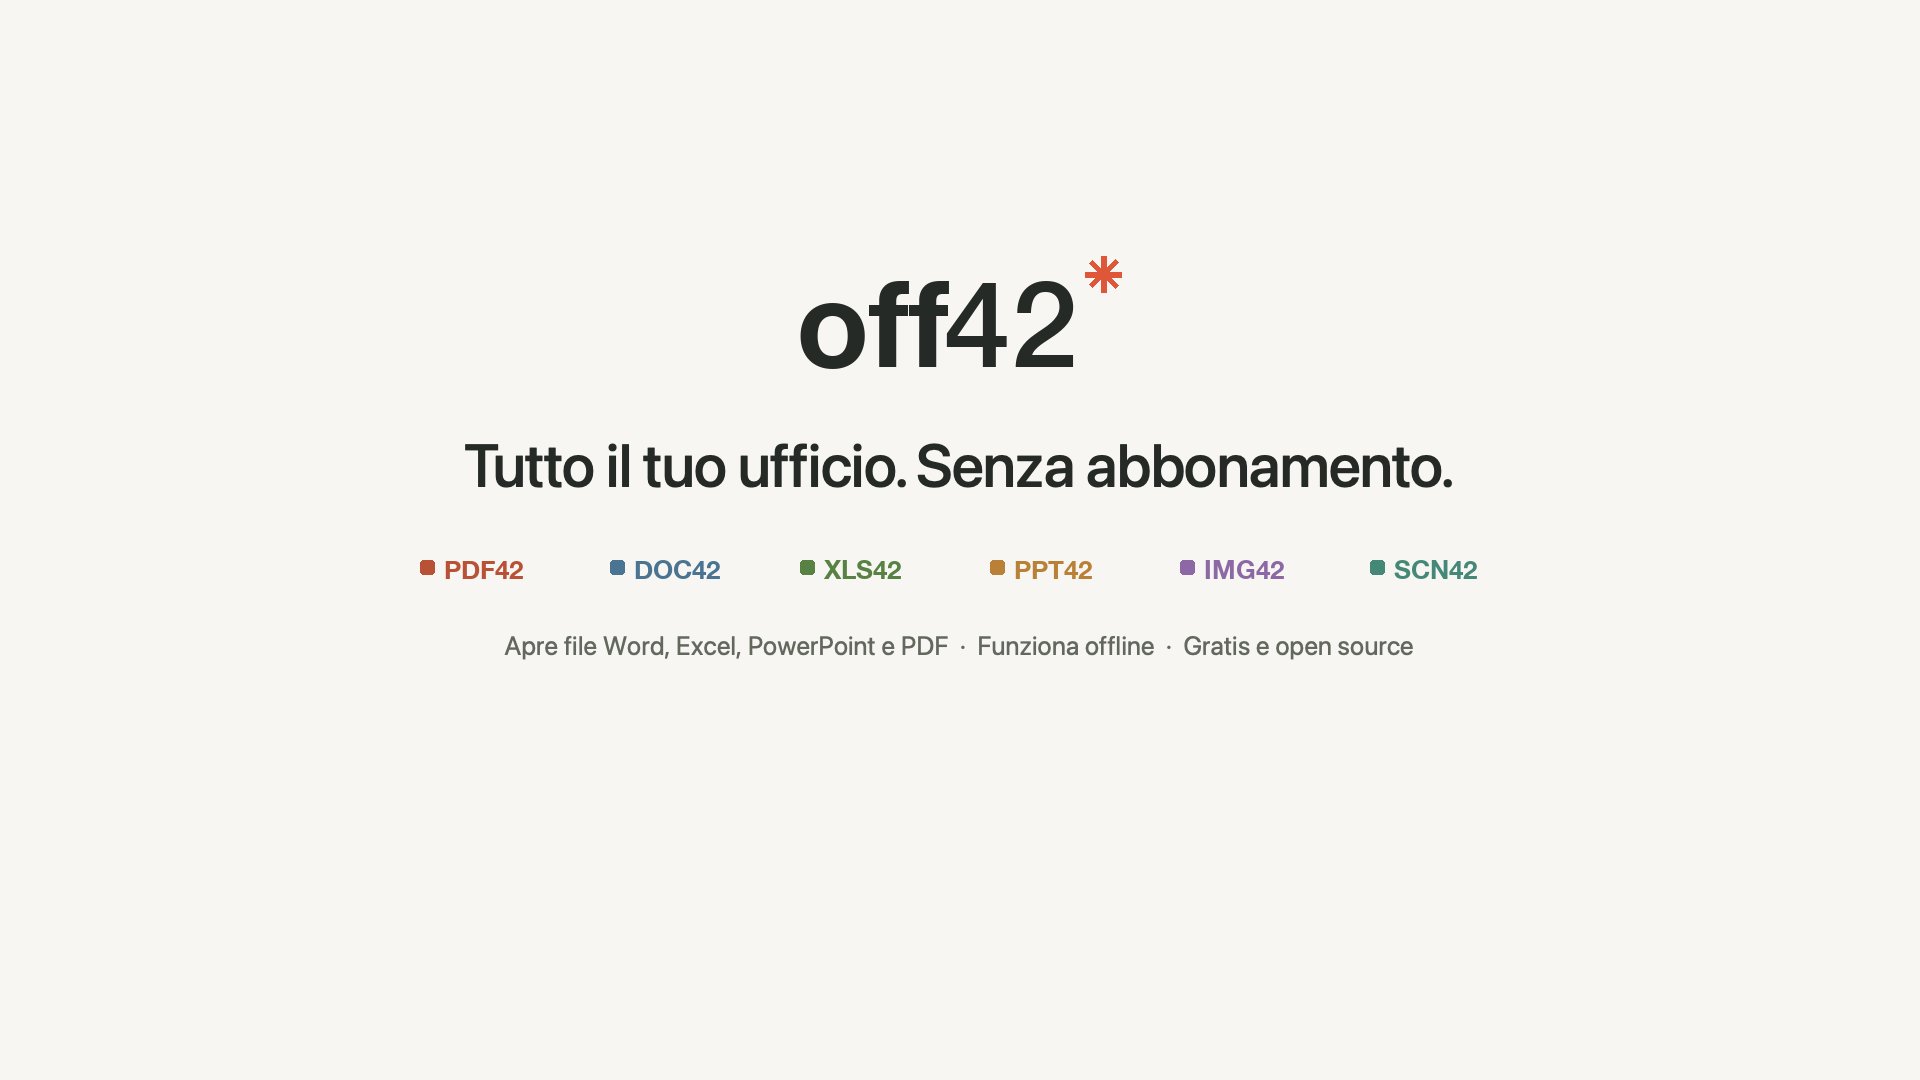 off42*
Tutto il tuo ufficio. Senza abbonamento.
PDF42 DOC42 XLS42 PPT42 IMG42 SCN42
Apre file Word, Excel, PowerPoint e PDF · Funziona offline · Gratis e open source